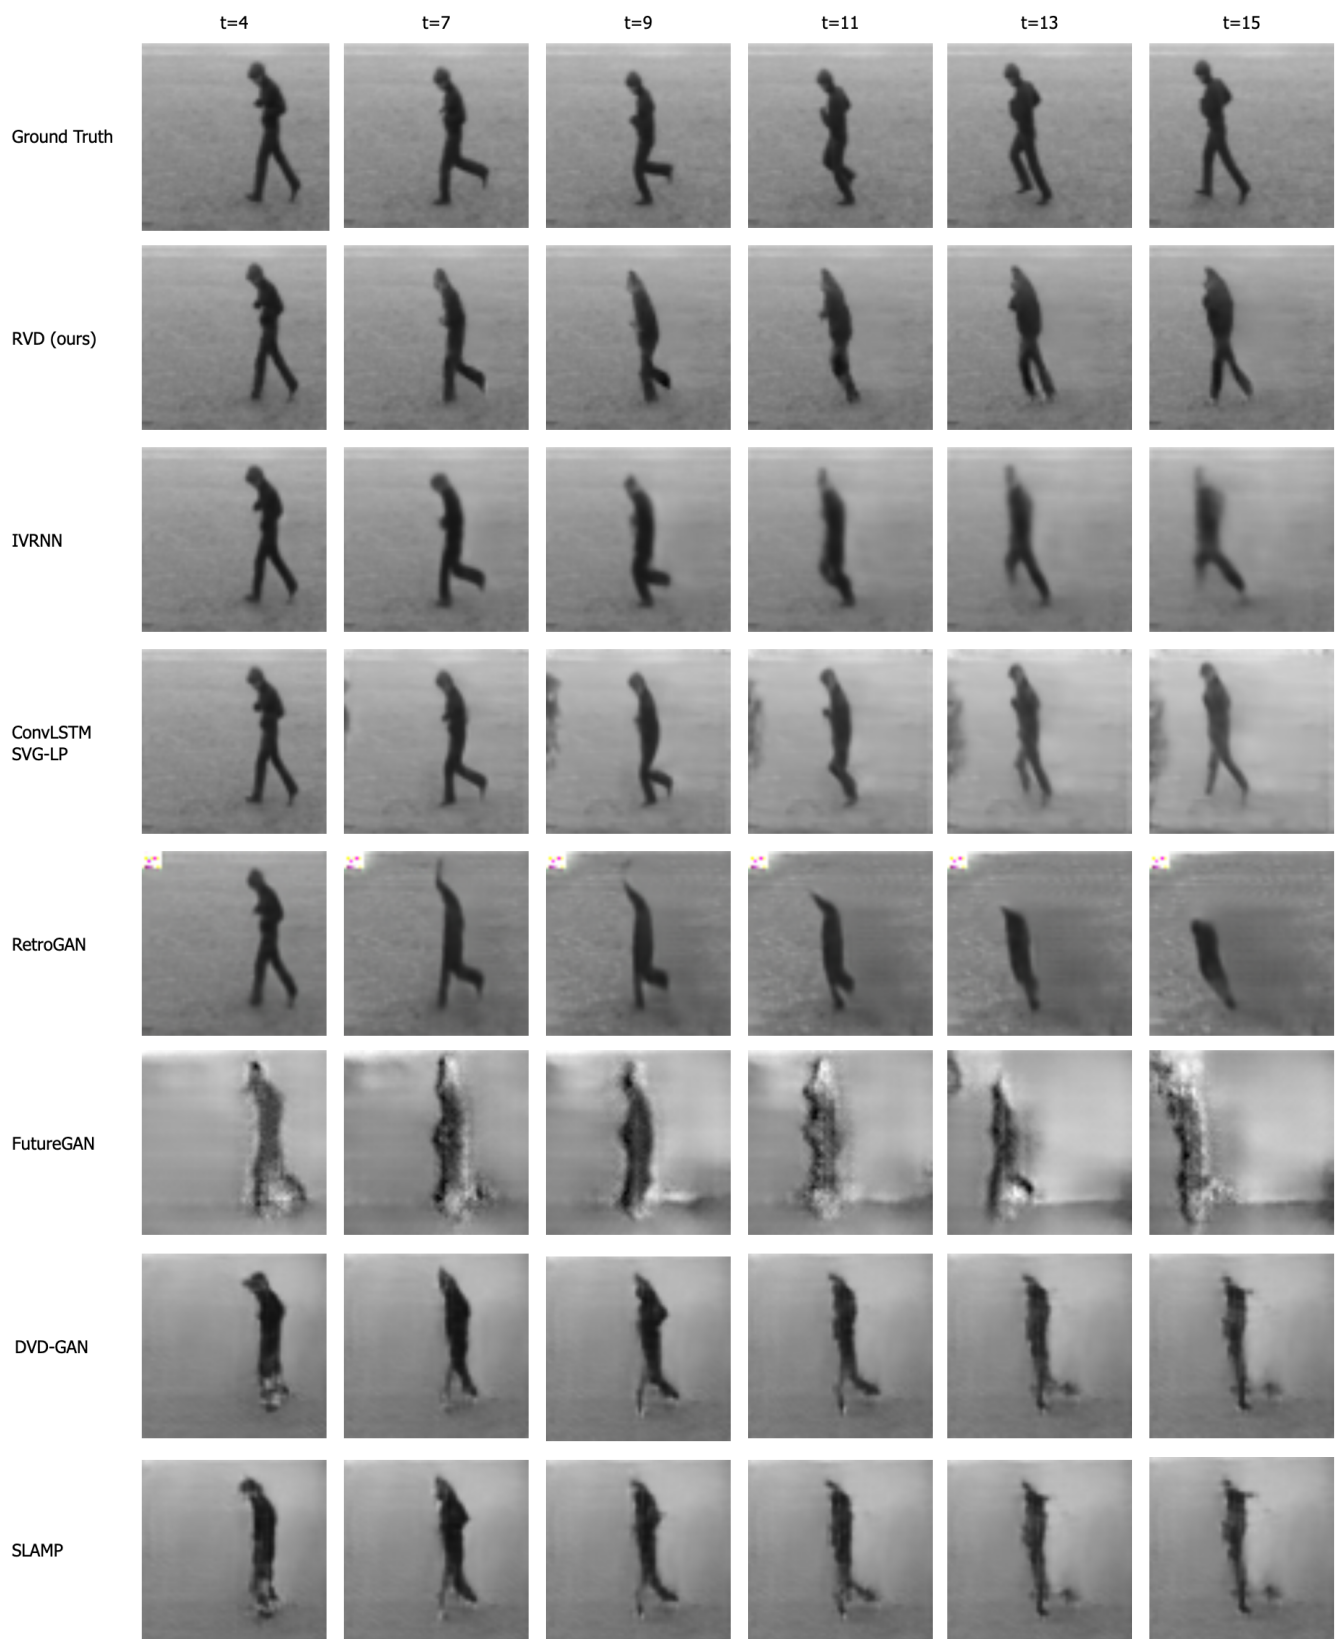 t=4 t=7 t=9 t=11 t=13 t=15
Ground Truth
RVD (ours)
IVRNN
ConvLSTM
SVG-LP
RetroGAN
FutureGAN
DVD-GAN
SLAMP